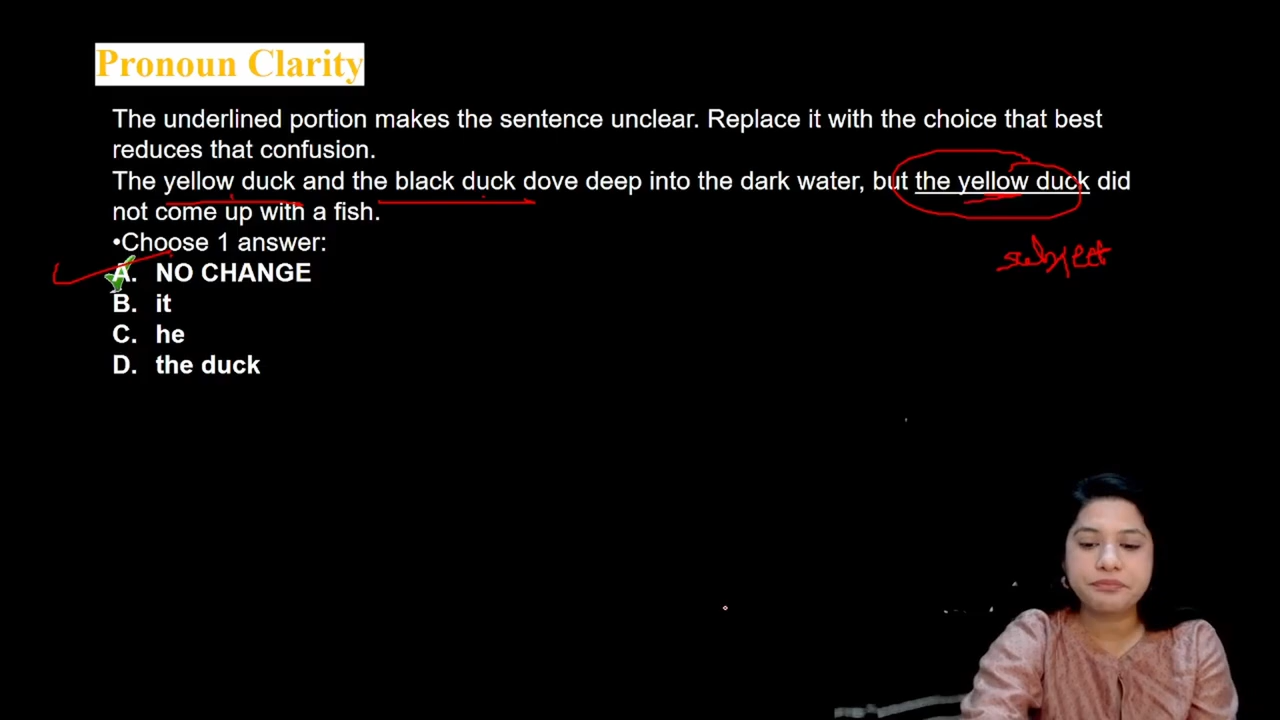 Pronoun Clarity
The underlined portion makes the sentence unclear. Replace it with the choice that best
reduces that confusion.
The yellow duck and the black duck dove deep into the dark water, but the yellow duck did
not come up with a fish.
•Choose 1 answer:
subject
A. NO CHANGE
B. it
C. he
D. the duck